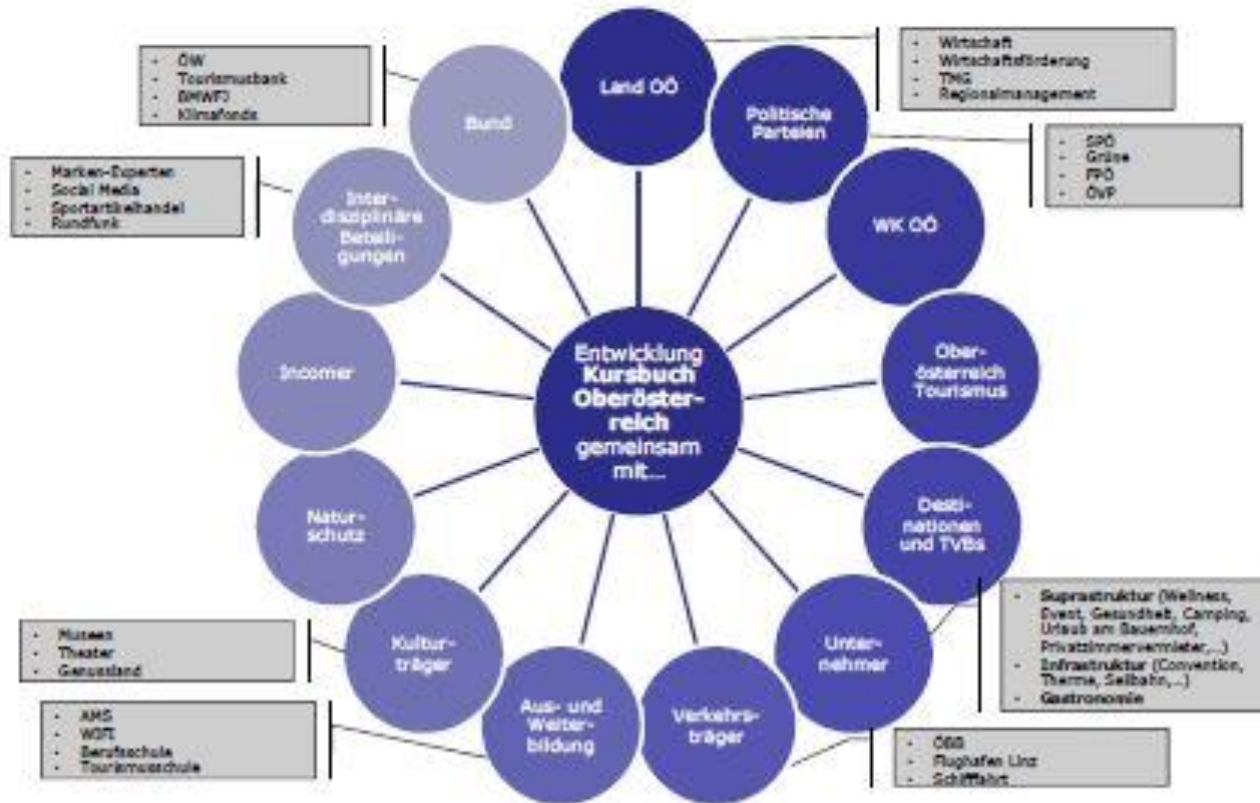 Entwicklung
Kursbuch
Oberöster-
reich
gemeinsam
mit...
Land OÖ
- Wirtschaft
- Wirtschaftsförderung
- TMG
- Regionalmanagement
Politische
Parteien
- SPÖ
- Grüne
- FPÖ
- ÖVP
WK OÖ
Ober-
österreich
Tourismus
Desti-
nationen
und TVBs
Unter-
nehmer
- Suprastruktur (Wellness,
Event, Gesundheit, Camping,
Urlaub am Bauernhof,
Privatzimmervermieter,...)
- Infrastruktur (Convention,
Therme, Seilbahn,...)
- Gastronomie
Verkehrs-
träger
- ÖBB
- Flughafen Linz
- Schifffahrt
Aus- und
Weiter-
bildung
- AMS
- WIFI
- Berufsschule
- Tourismusschule
Kultur-
träger
- Museen
- Theater
- Genussland
Natur-
schutz
Incomer
Inter-
disziplinäre
Beteili-
gungen
- Marken-Experten
- Social Media
- Sportartikelhandel
- Rundfunk
Bund
- ÖW
- Tourismusbank
- BMWFJ
- Klimafonds